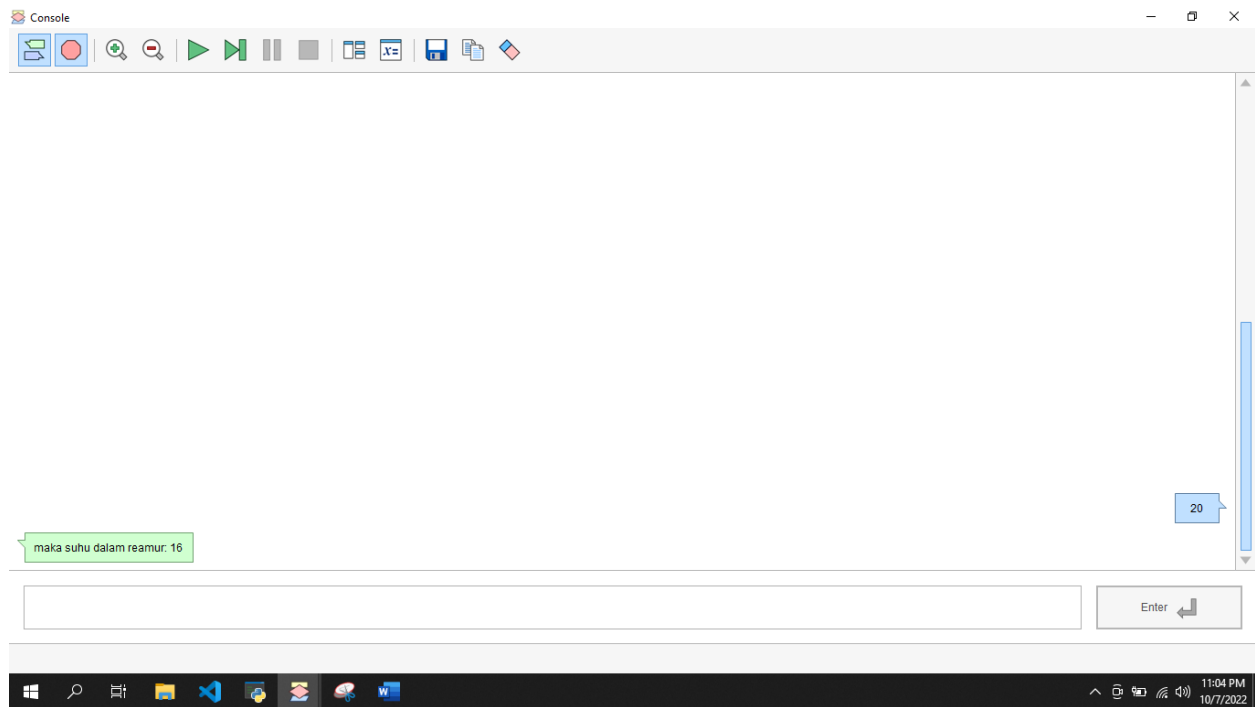 Console
x=
20
maka suhu dalam reamur: 16
Enter
W
11:04 PM
10/7/2022